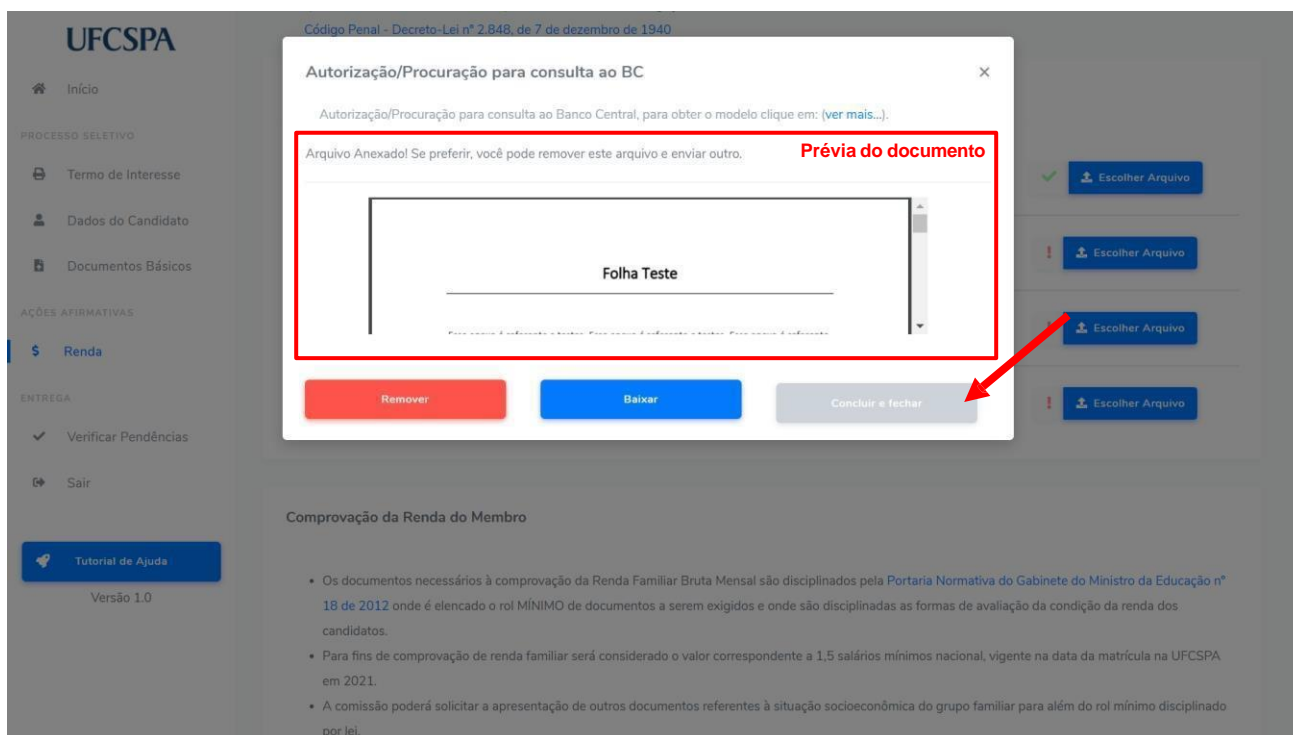 UFCSPA
Início
PROCESSO SELETIVO
Termo de Interesse
Dados do Candidato
Documentos Básicos
AÇÕES AFIRMATIVAS
$ Renda
ENTREGA
Verificar Pendências
Sair
Tutorial de Ajuda
Versão 1.0
Código Penal - Decreto-Lei nº 2.848, de 7 de dezembro de 1940
Autorização/Procuração para consulta ao BC ×
Autorização/Procuração para consulta ao Banco Central, para obter o modelo clique em: (ver mais...).
Arquivo Anexado! Se preferir, você pode remover este arquivo e enviar outro. Prévia do documento
Folha Teste
Remover Baixar Concluir e fechar
Escolher Arquivo
! Escolher Arquivo
! Escolher Arquivo
! Escolher Arquivo
Comprovação da Renda do Membro
• Os documentos necessários à comprovação da Renda Familiar Bruta Mensal são disciplinados pela Portaria Normativa do Gabinete do Ministro da Educação nº
18 de 2012 onde é elencado o rol MÍNIMO de documentos a serem exigidos e onde são disciplinadas as formas de avaliação da condição da renda dos
candidatos.
• Para fins de comprovação de renda familiar será considerado o valor correspondente a 1,5 salários mínimos nacional, vigente na data da matrícula na UFCSPA
em 2021.
• A comissão poderá solicitar a apresentação de outros documentos referentes à situação socioeconômica do grupo familiar para além do rol mínimo disciplinado
por lei.